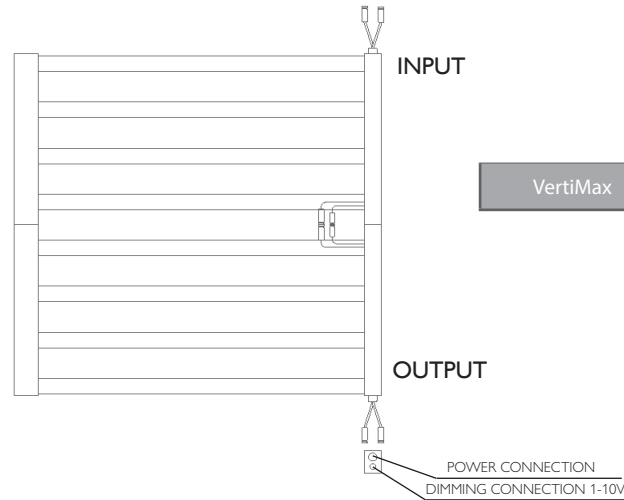 INPUT
VertiMax
OUTPUT
POWER CONNECTION
DIMMING CONNECTION 1-10V